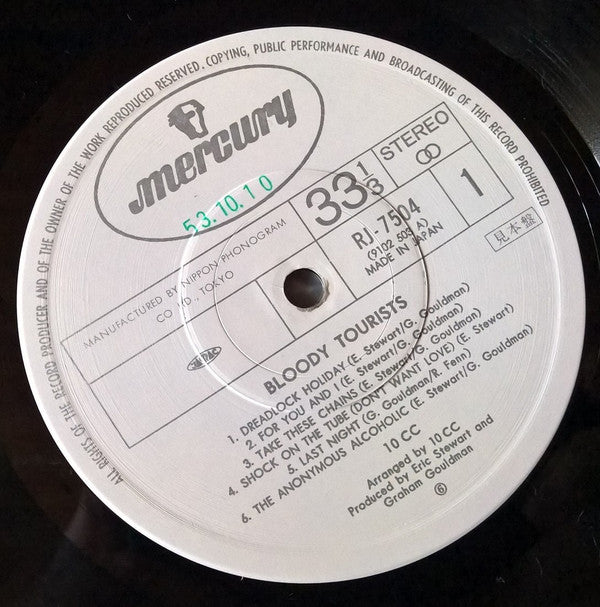 ALL RIGHTS OF THE RECORD PRODUCER AND OF THE OWNER OF THE WORK REPRODUCED RESERVED. COPYING, PUBLIC PERFORMANCE AND BROADCASTING OF THIS RECORD PROHIBITED
mercury
53.10.10
33 1/3
STEREO
1
RJ-7504
(9102 503 A)
MADE IN JAPAN
見本盤
MANUFACTURED BY NIPPON PHONOGRAM
CO., LTD., TOKYO
BLOODY TOURISTS
1. DREADLOCK HOLIDAY (E. Stewart/G. Gouldman)
2. FOR YOU AND I (E. Stewart/G. Gouldman)
3. TAKE THESE CHAINS (E. Stewart/G. Gouldman)
4. SHOCK ON THE TUBE (DON'T WANT LOVE) (E. Stewart)
5. LAST NIGHT (G. Gouldman/R. Fenn)
6. THE ANONYMOUS ALCOHOLIC (E. Stewart/G. Gouldman)
10 CC
Arranged by 10 CC
Produced by Eric Stewart and
Graham Gouldman